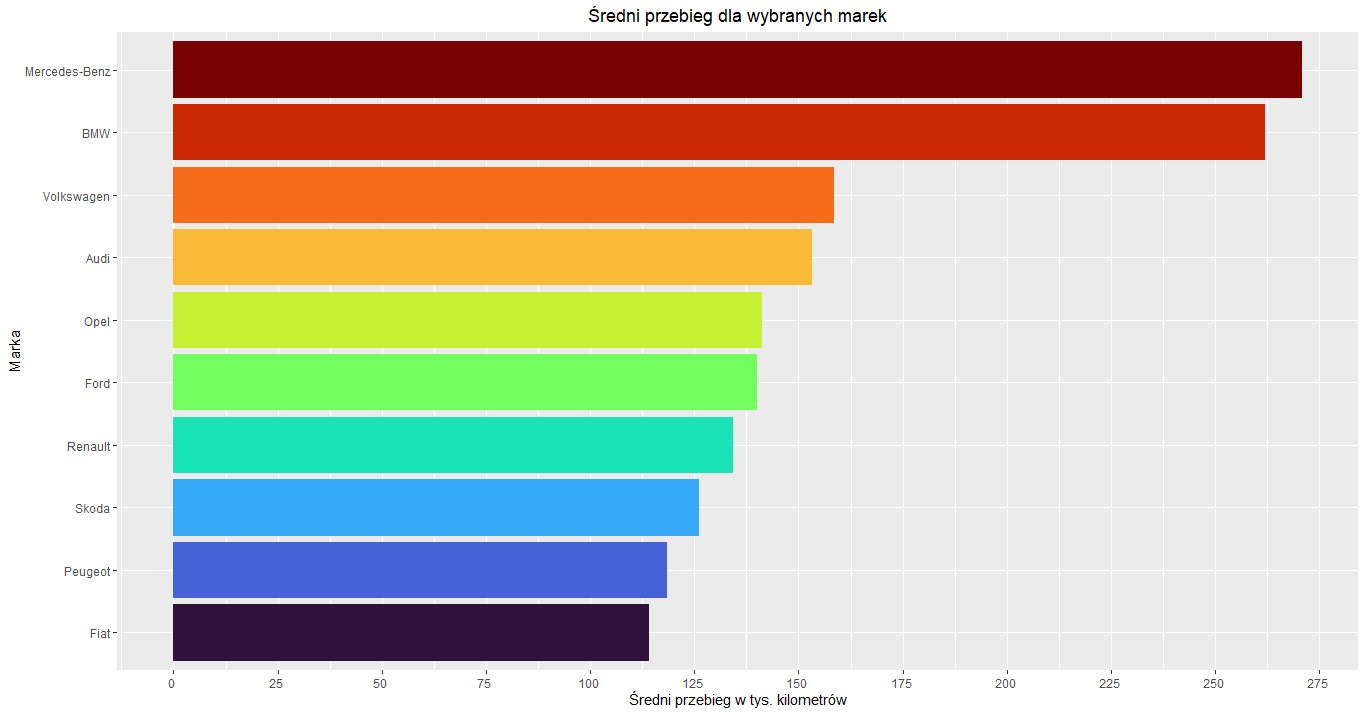 Średni przebieg dla wybranych marek
Mercedes-Benz
BMW
Volkswagen
Audi
Opel
Ford
Renault
Skoda
Peugeot
Fiat
Marka
0 25 50 75 100 125 150 175 200 225 250 275
Średni przebieg w tys. kilometrów